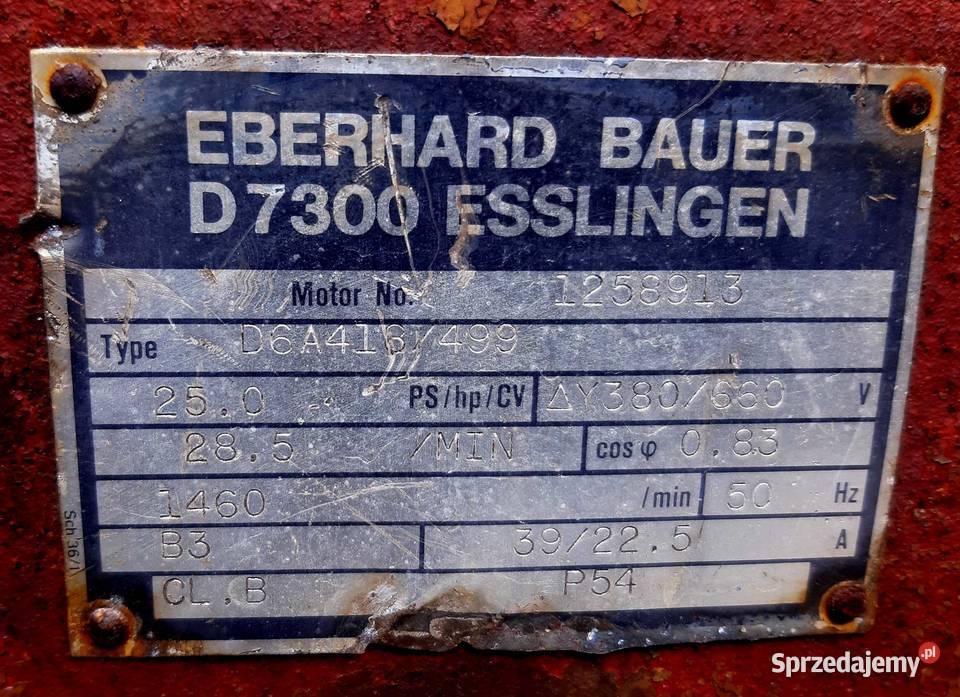 EBERHARD BAUER
D7300 ESSLINGEN
Motor No. 1258913
Type D6A416/499
25.0 PS/hp/CV ΔY380/660 V
28.5 /MIN cos φ 0.83
1460 /min 50 Hz
B3 39/22.5 A
CL.B P54
Sch 36/1
Sprzedajemy.pl